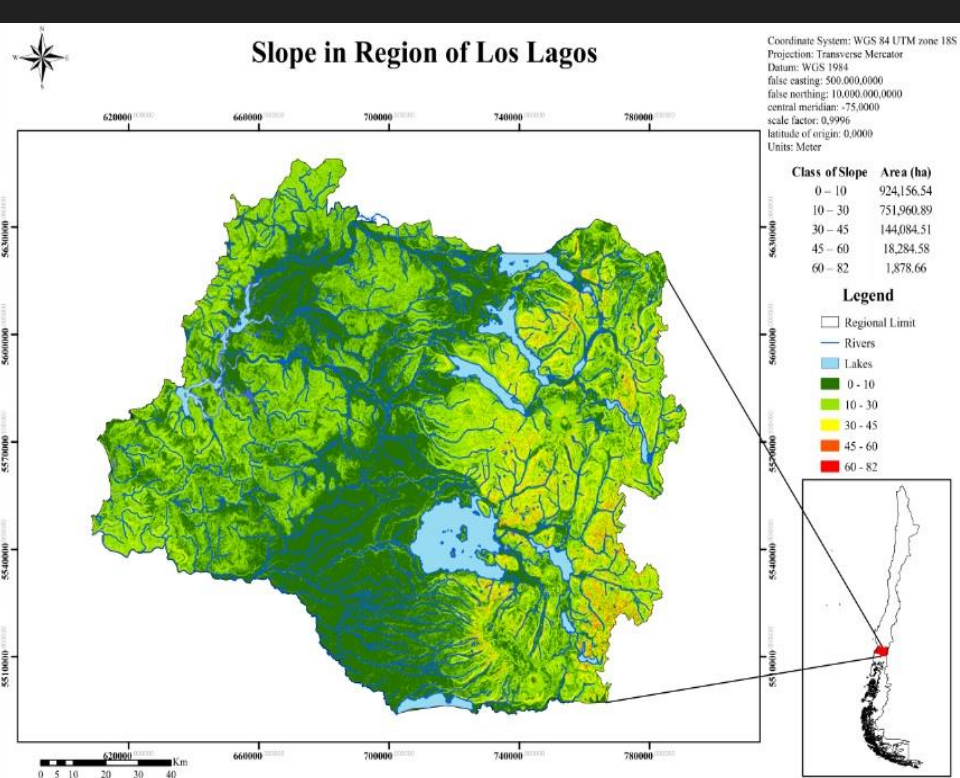 N
W
E
S
Slope in Region of Los Lagos
Coordinate System: WGS 84 UTM zone 18S
Projection: Transverse Mercator
Datum: WGS 1984
false easting: 500.000,0000
false northing: 10.000.000,0000
central meridian: -75,0000
scale factor: 0,9996
latitude of origin: 0,0000
Units: Meter
620000 660000 700000 740000 780000
Class of Slope Area (ha)
0 – 10 924,156.54
10 – 30 751,960.89
30 – 45 144,084.51
45 – 60 18,284.58
60 – 82 1,878.66
Legend
Regional Limit
Rivers
Lakes
0 - 10
10 - 30
30 - 45
45 - 60
60 - 82
5630000 5630000
5600000 5600000
5570000 5570000
5540000 5540000
5510000 5510000
620000 660000 700000 740000 780000
Km
0 5 10 20 30 40